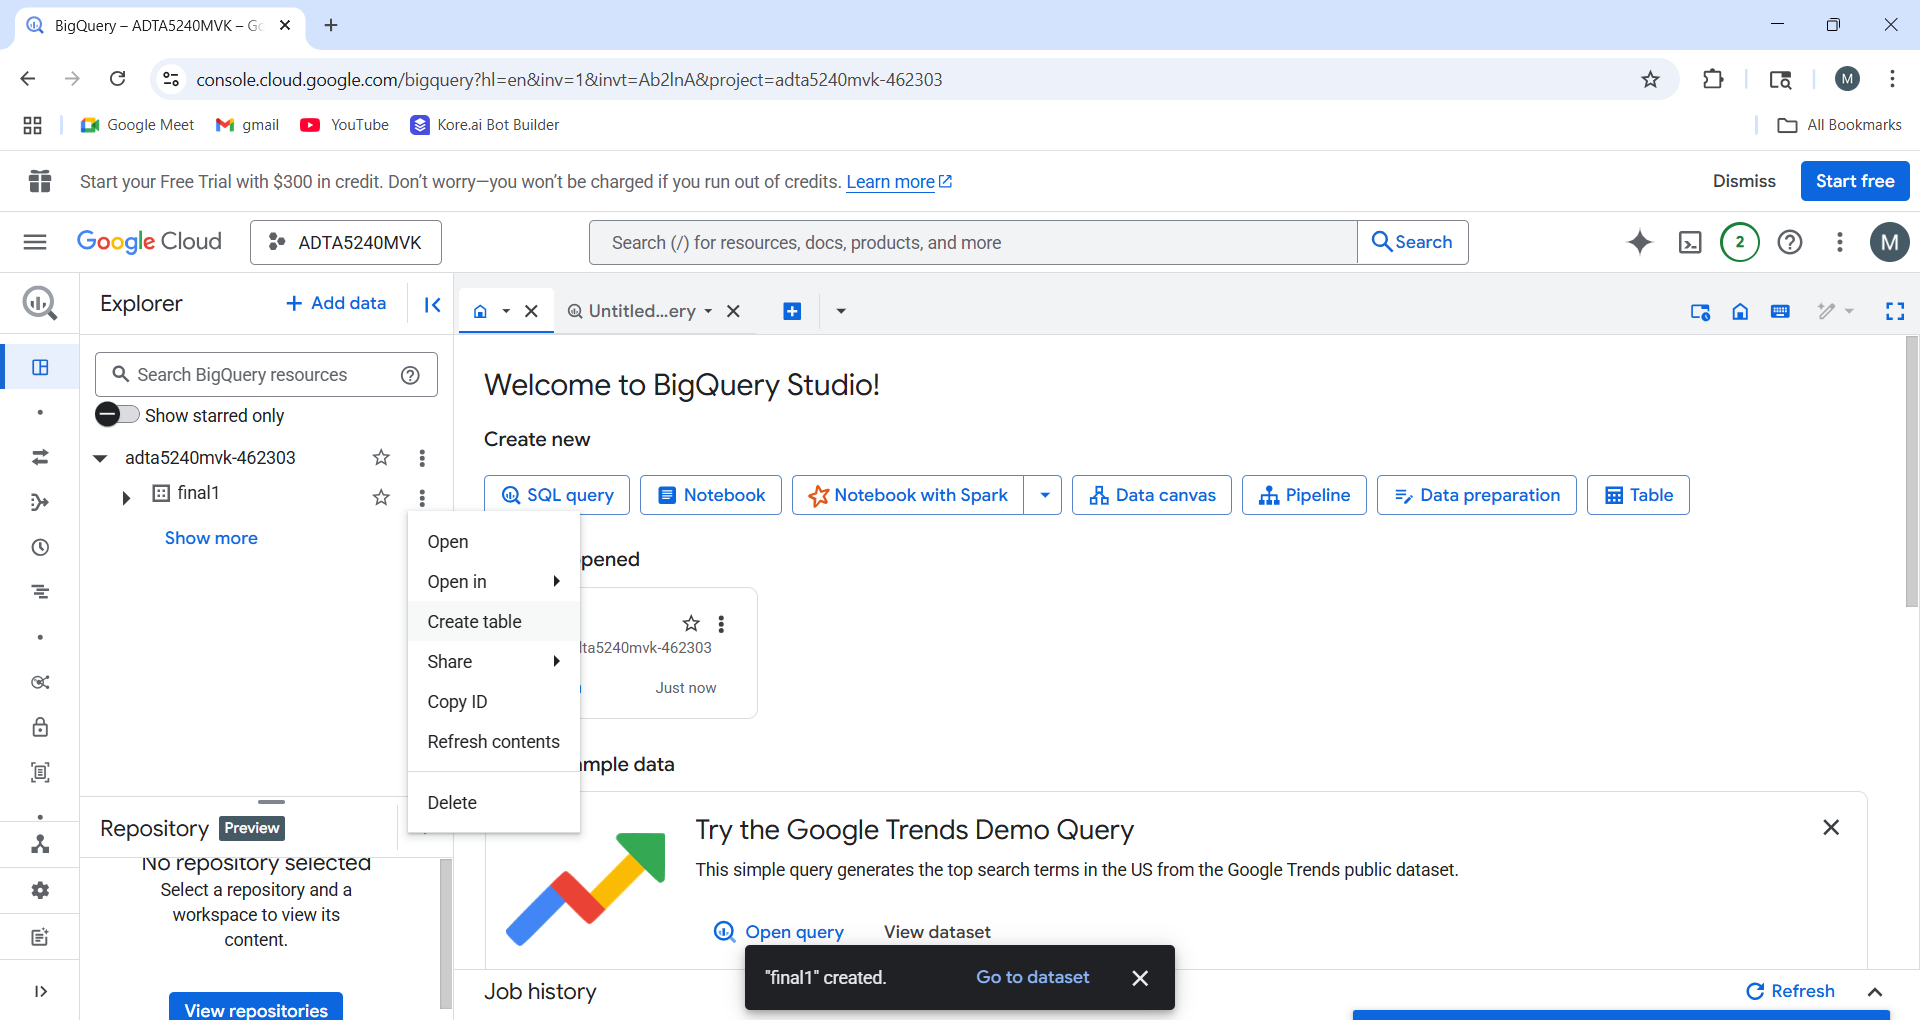 BigQuery – ADTA5240MVK – Go
console.cloud.google.com/bigquery?hl=en&inv=1&invt=Ab2lnA&project=adta5240mvk-462303
M
Google Meet
gmail
YouTube
Kore.ai Bot Builder
All Bookmarks
Start your Free Trial with $300 in credit. Don’t worry—you won’t be charged if you run out of credits. Learn more
Dismiss
Start free
Google Cloud
ADTA5240MVK
Search (/) for resources, docs, products, and more
Search
2
M
Explorer
+ Add data
Untitled...ery
Search BigQuery resources
Show starred only
adta5240mvk-462303
final1
Show more
Welcome to BigQuery Studio!
Create new
SQL query
Notebook
Notebook with Spark
Data canvas
Pipeline
Data preparation
Table
Open
Open in
Create table
Share
Copy ID
Refresh contents
Delete
pened
lta5240mvk-462303
Just now
mple data
Try the Google Trends Demo Query
This simple query generates the top search terms in the US from the Google Trends public dataset.
Open query
View dataset
Repository
Preview
No repository selected
Select a repository and a
workspace to view its
content.
View repositories
"final1" created.
Go to dataset
Job history
Refresh